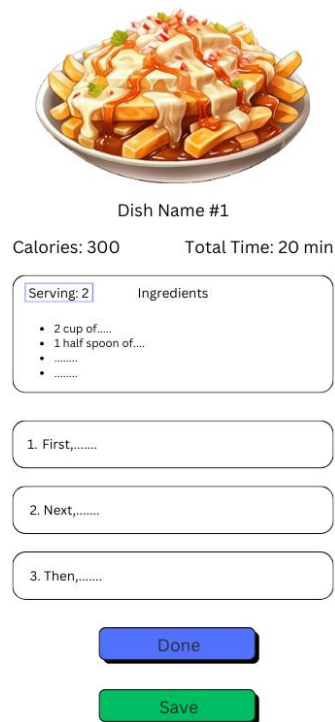 Dish Name #1
Calories: 300 Total Time: 20 min
Serving: 2 Ingredients
• 2 cup of.....
• 1 half spoon of....
• ........
• ........
1. First,.......
2. Next,.......
3. Then,.......
Done
Save